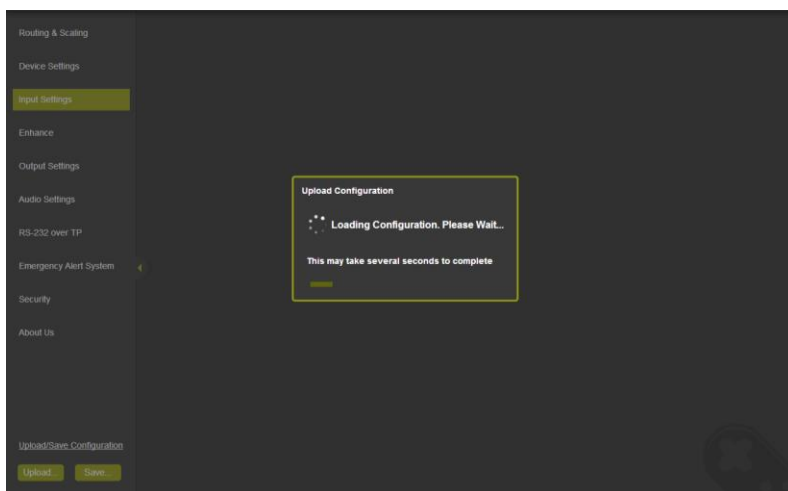 Routing & Scaling
Device Settings
Input Settings
Enhance
Output Settings
Audio Settings
RS-232 over TP
Emergency Alert System
Security
About Us
Upload/Save Configuration
Upload... Save...
Upload Configuration
Loading Configuration. Please Wait...
This may take several seconds to complete